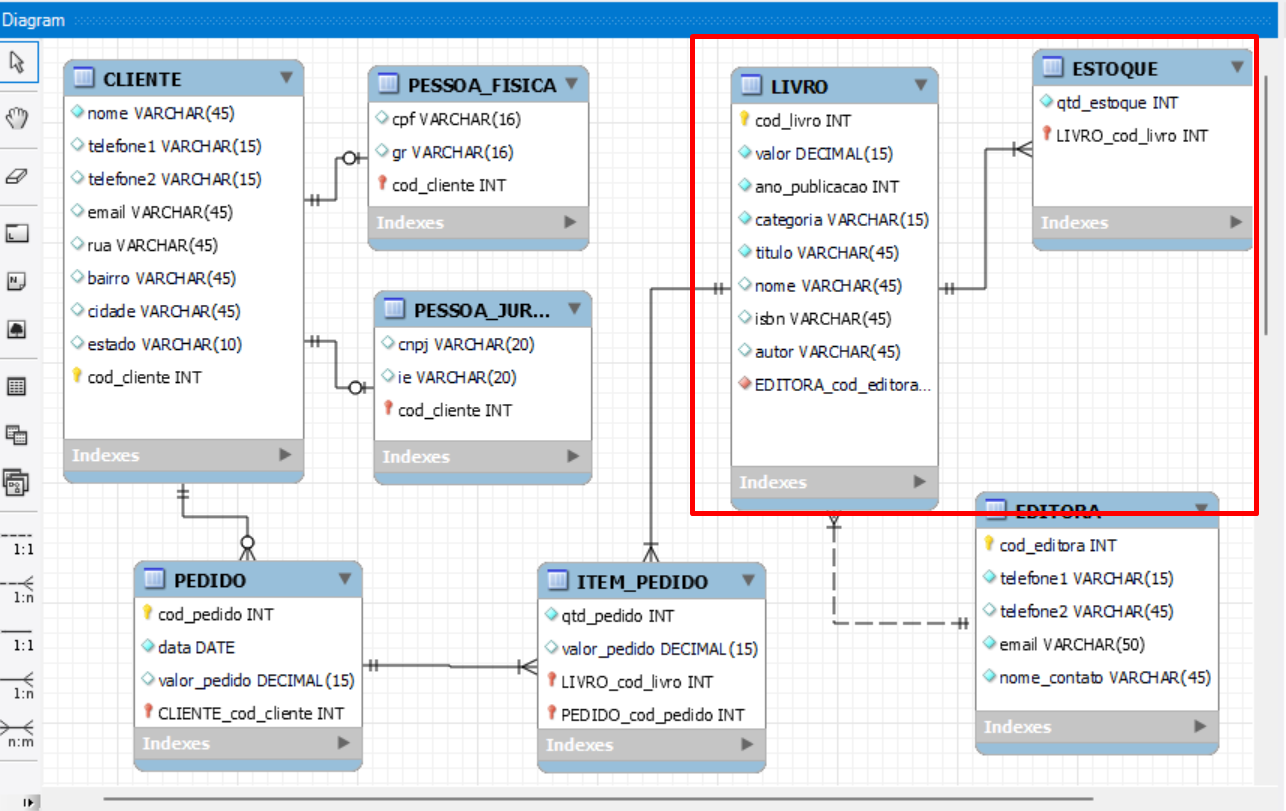 Diagram
CLIENTE
nome VARCHAR(45)
telefone1 VARCHAR(15)
telefone2 VARCHAR(15)
email VARCHAR(45)
rua VARCHAR(45)
bairro VARCHAR(45)
cidade VARCHAR(45)
estado VARCHAR(10)
cod_cliente INT
Indexes
PESSOA_FISICA
cpf VARCHAR(16)
gr VARCHAR(16)
cod_cliente INT
Indexes
PESSOA_JUR...
cnpj VARCHAR(20)
ie VARCHAR(20)
cod_cliente INT
Indexes
LIVRO
cod_livro INT
valor DECIMAL(15)
ano_publicacao INT
categoria VARCHAR(15)
titulo VARCHAR(45)
nome VARCHAR(45)
isbn VARCHAR(45)
autor VARCHAR(45)
EDITORA_cod_editora...
Indexes
ESTOQUE
qtd_estoque INT
LIVRO_cod_livro INT
Indexes
PEDIDO
cod_pedido INT
data DATE
valor_pedido DECIMAL(15)
CLIENTE_cod_cliente INT
Indexes
ITEM_PEDIDO
qtd_pedido INT
valor_pedido DECIMAL(15)
LIVRO_cod_livro INT
PEDIDO_cod_pedido INT
Indexes
EDITORA
cod_editora INT
telefone1 VARCHAR(15)
telefone2 VARCHAR(45)
email VARCHAR(50)
nome_contato VARCHAR(45)
Indexes
1:1
1:n
1:1
1:n
n:m